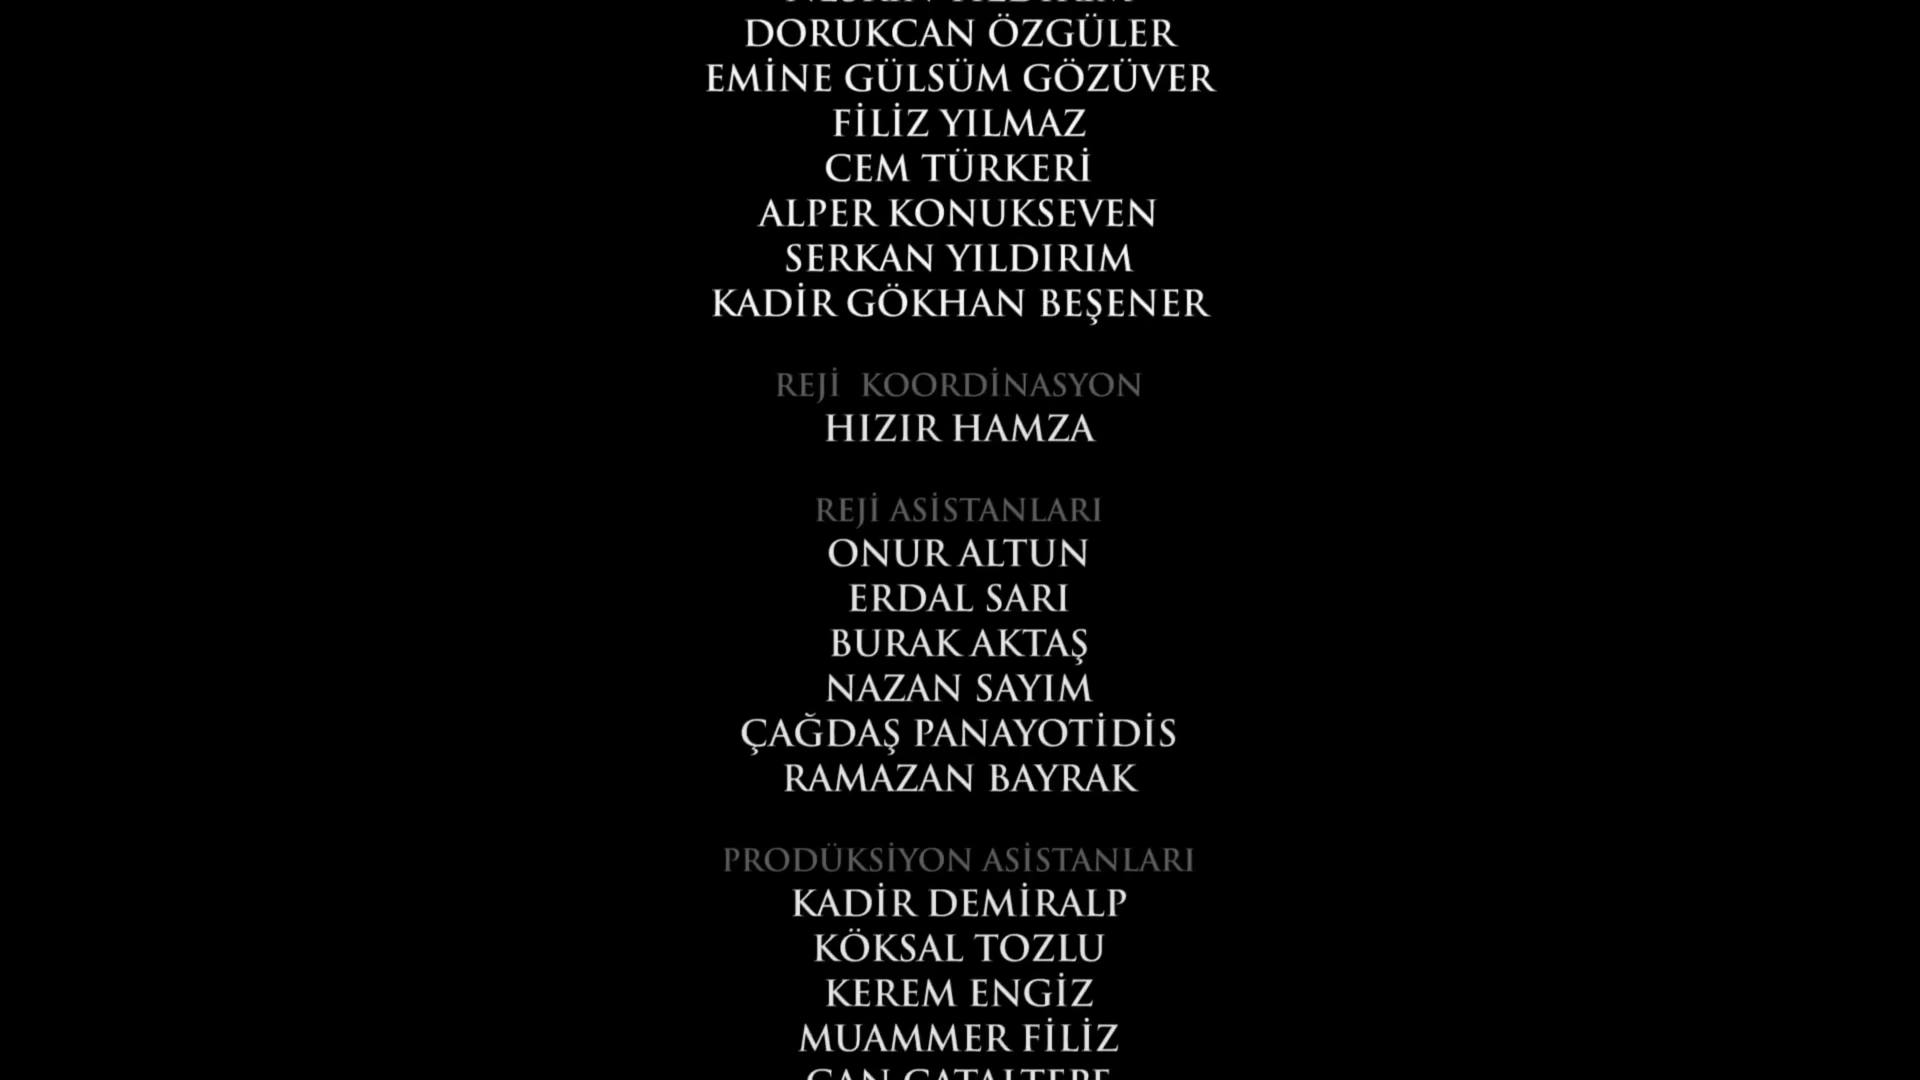 DORUKCAN ÖZGÜLER
EMİNE GÜLSÜM GÖZÜVER
FİLİZ YILMAZ
CEM TÜRKERİ
ALPER KONUKSEVEN
SERKAN YILDIRIM
KADİR GÖKHAN BEŞENER
REJİ KOORDİNASYON
HIZIR HAMZA
REJİ ASİSTANLARI
ONUR ALTUN
ERDAL SARI
BURAK AKTAŞ
NAZAN SAYIM
ÇAĞDAŞ PANAYOTİDİS
RAMAZAN BAYRAK
PRODÜKSİYON ASİSTANLARI
KADİR DEMİRALP
KÖKSAL TOZLU
KEREM ENGİZ
MUAMMER FİLİZ